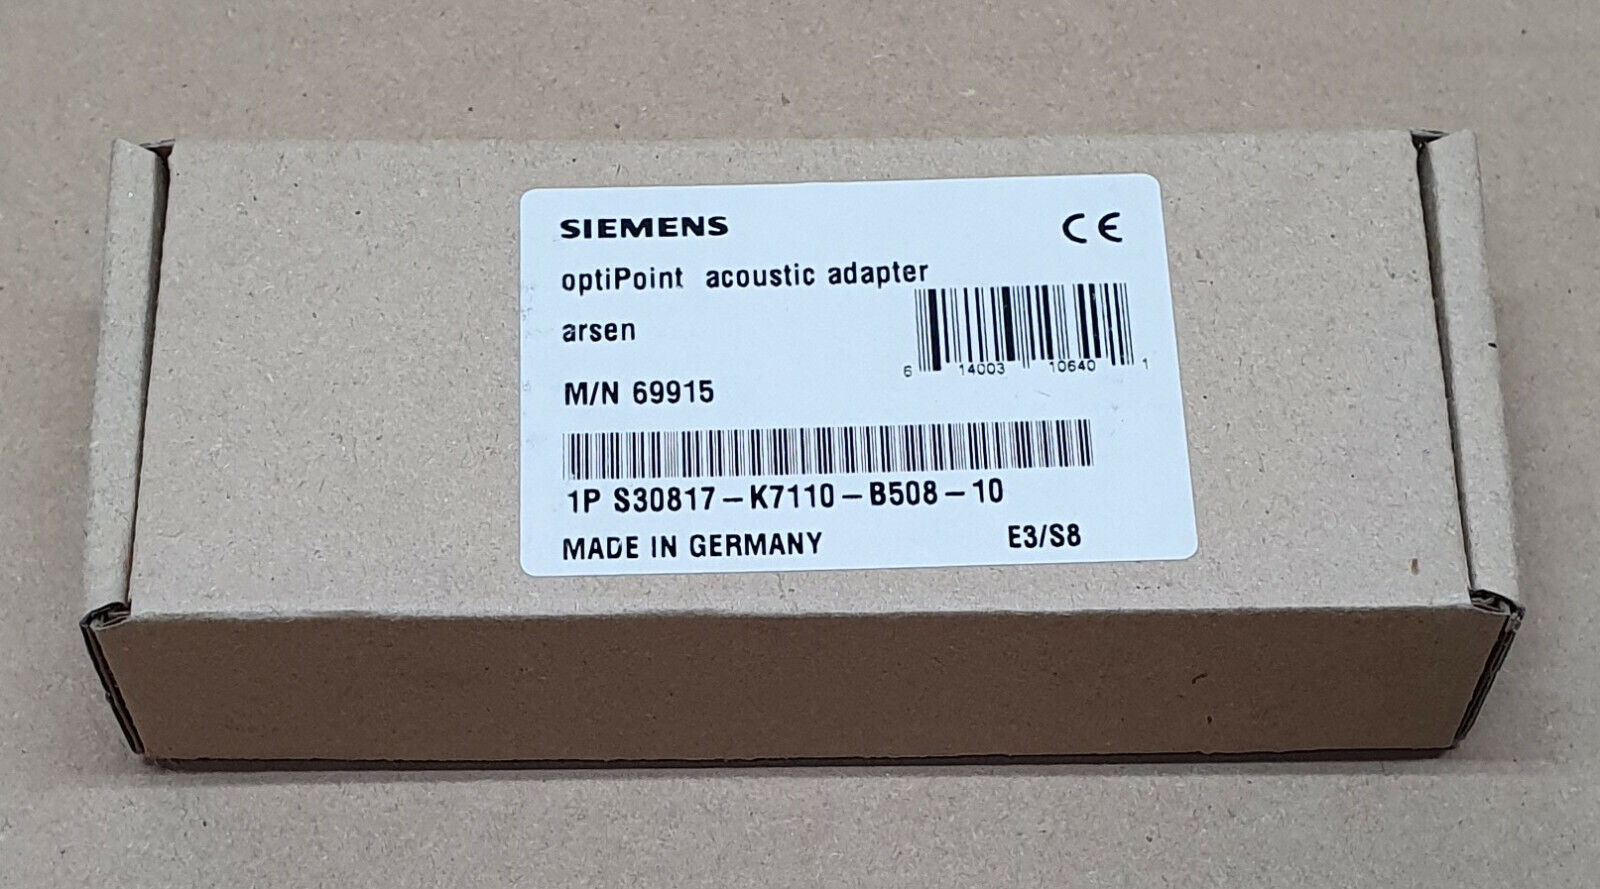 SIEMENS
CE
optiPoint acoustic adapter
arsen
6 14003 10640 1
M/N 69915
1P S30817-K7110-B508-10
MADE IN GERMANY
E3/S8